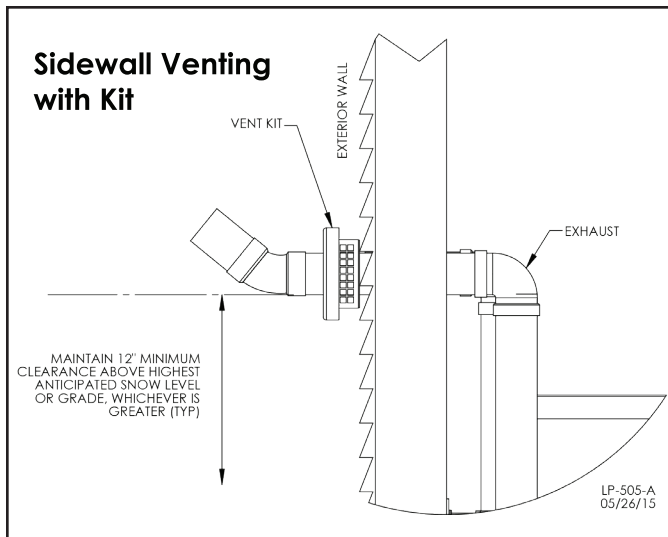 Sidewall Venting
with Kit
VENT KIT
EXTERIOR WALL
EXHAUST
MAINTAIN 12" MINIMUM
CLEARANCE ABOVE HIGHEST
ANTICIPATED SNOW LEVEL
OR GRADE, WHICHEVER IS
GREATER (TYP)
LP-505-A
05/26/15